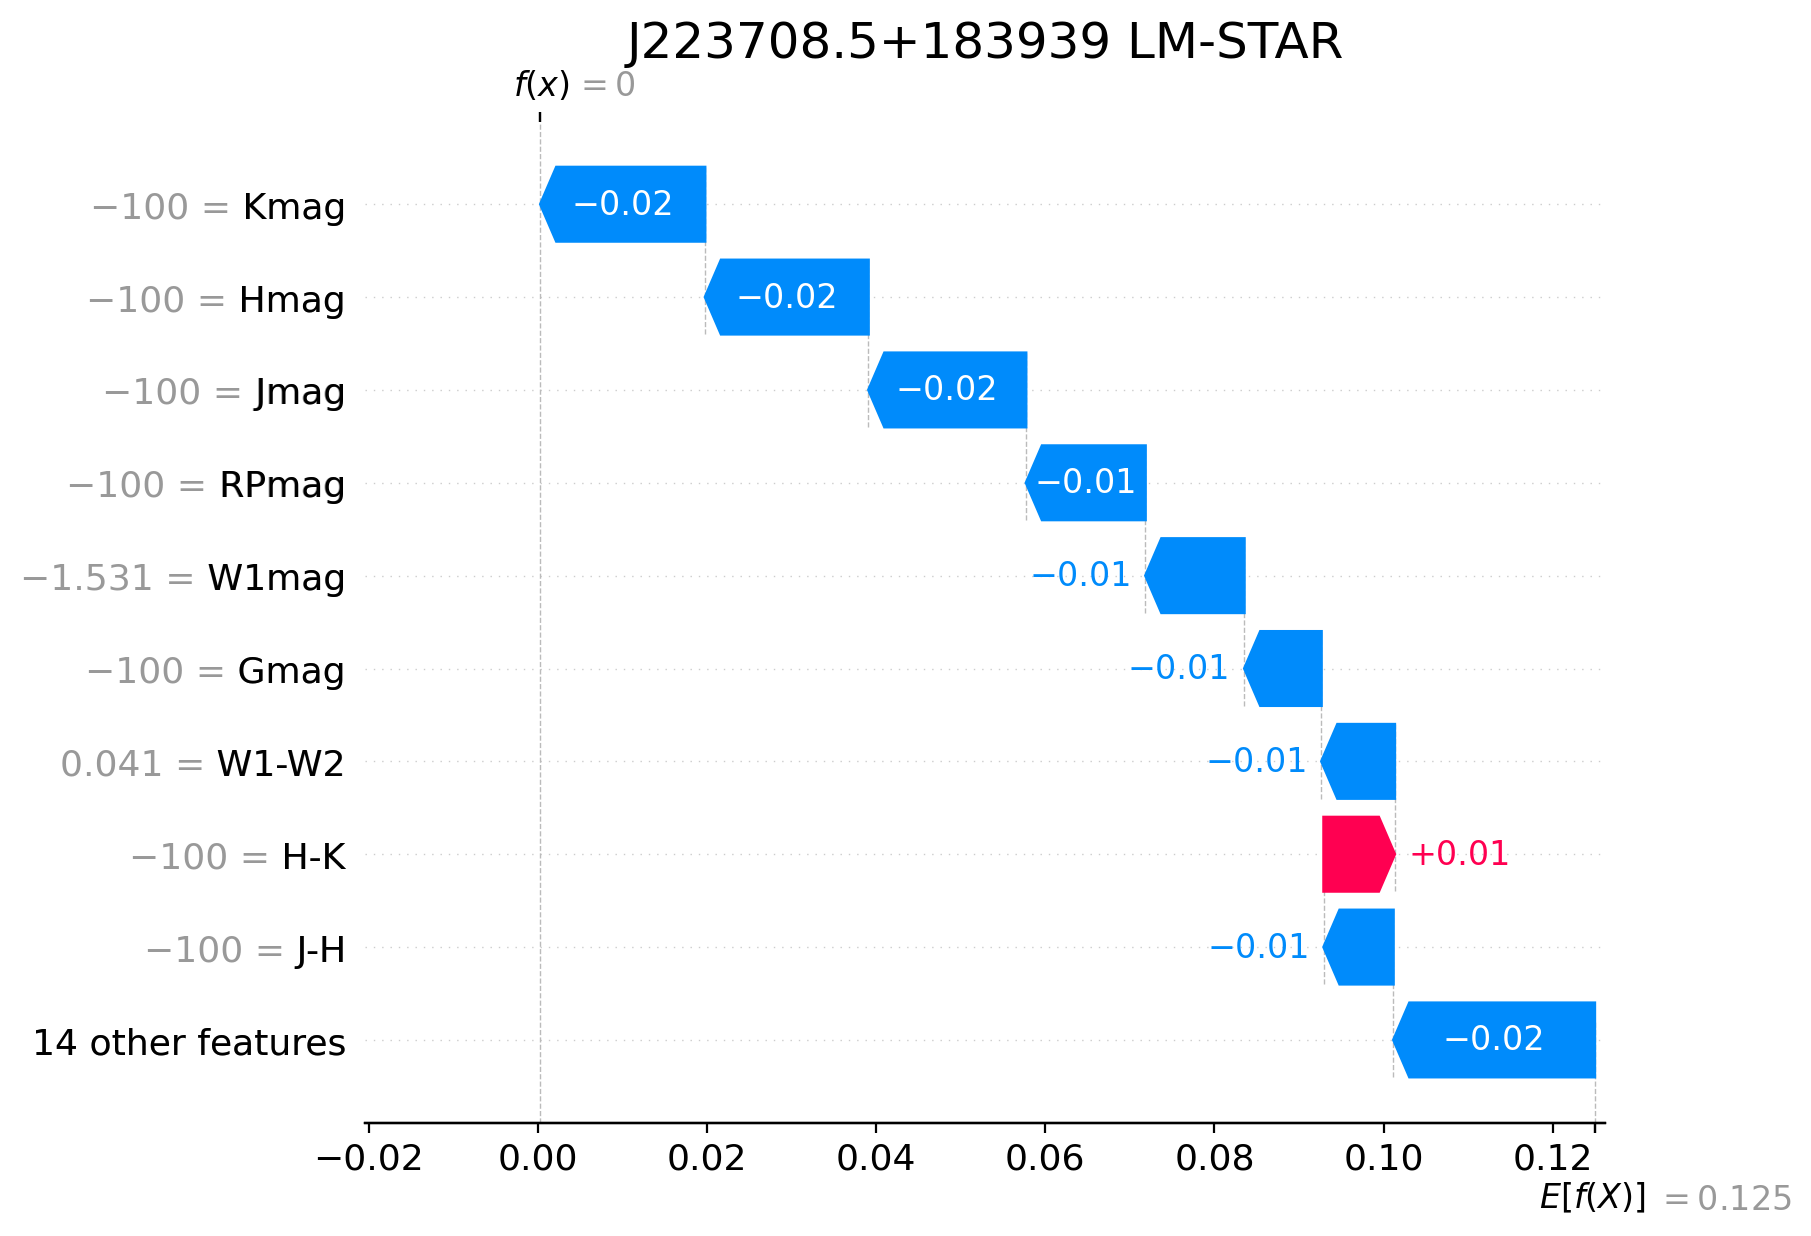 J223708.5+183939 LM-STAR
f(x) = 0
−100 = Kmag
−0.02
−100 = Hmag
−0.02
−100 = Jmag
−0.02
−100 = RPmag
−0.01
−1.531 = W1mag
−0.01
−100 = Gmag
−0.01
0.041 = W1-W2
−0.01
−100 = H-K
+0.01
−100 = J-H
−0.01
14 other features
−0.02
−0.02 0.00 0.02 0.04 0.06 0.08 0.10 0.12
E[f(X)] = 0.125